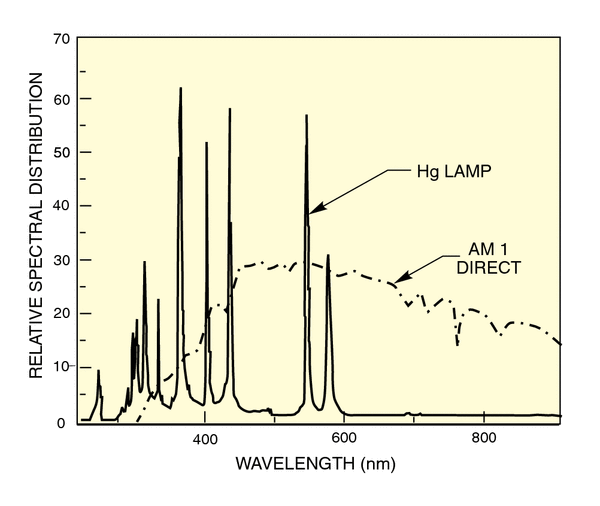 70
60
50
40
30
20
10
0
RELATIVE SPECTRAL DISTRIBUTION
Hg LAMP
AM 1
DIRECT
400
600
800
WAVELENGTH (nm)